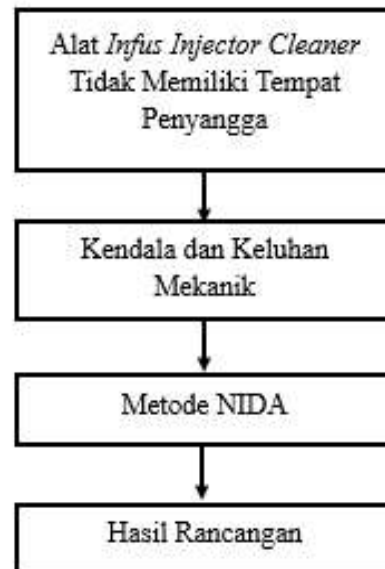 Alat Infus Injector Cleaner
Tidak Memiliki Tempat
Penyangga
Kendala dan Keluhan
Mekanik
Metode NIDA
Hasil Rancangan